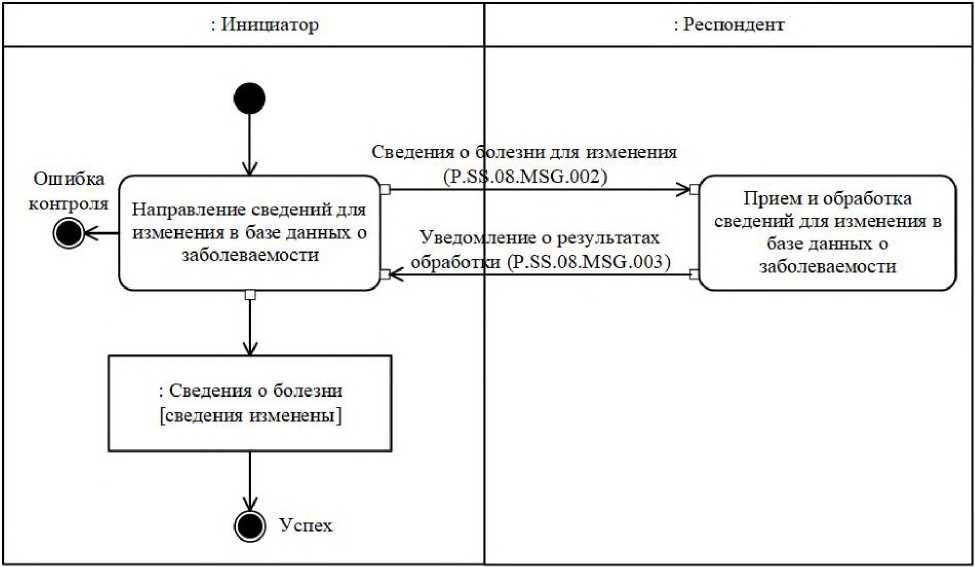 : Инициатор
: Респондент
Сведения о болезни для изменения
(P.SS.08.MSG.002)
Ошибка
контроля
Направление сведений для
изменения в базе данных о
заболеваемости
Прием и обработка
сведений для изменения в
базе данных о
заболеваемости
Уведомление о результатах
обработки (P.SS.08.MSG.003)
: Сведения о болезни
[сведения изменены]
Успех